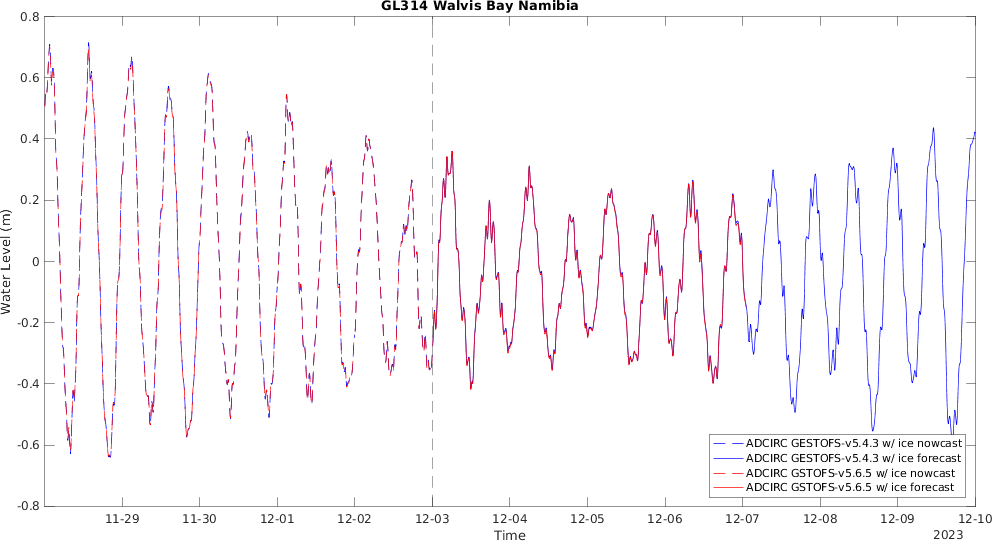 GL314 Walvis Bay Namibia
Water Level (m)
0.8
0.6
0.4
0.2
0
-0.2
-0.4
-0.6
-0.8
ADCIRC GESTOFS-v5.4.3 w/ ice nowcast
ADCIRC GESTOFS-v5.4.3 w/ ice forecast
ADCIRC GSTOFS-v5.6.5 w/ ice nowcast
ADCIRC GSTOFS-v5.6.5 w/ ice forecast
11-29 11-30 12-01 12-02 12-03 12-04 12-05 12-06 12-07 12-08 12-09 12-10
Time
2023